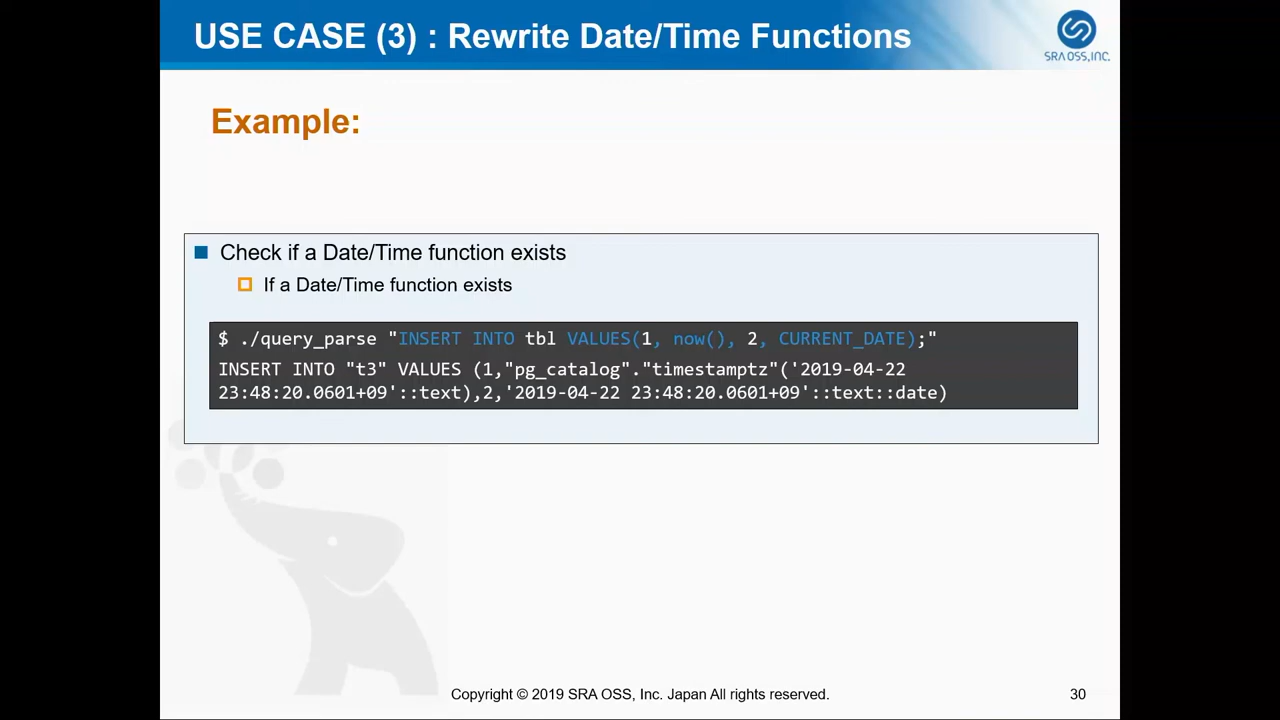 USE CASE (3) : Rewrite Date/Time Functions
SRA OSS, INC.
Example:
Check if a Date/Time function exists
If a Date/Time function exists
$ ./query_parse "INSERT INTO tbl VALUES(1, now(), 2, CURRENT_DATE);"
INSERT INTO "t3" VALUES (1,"pg_catalog"."timestamptz"('2019-04-22
23:48:20.0601+09'::text),2,'2019-04-22 23:48:20.0601+09'::text::date)
Copyright © 2019 SRA OSS, Inc. Japan All rights reserved.
30